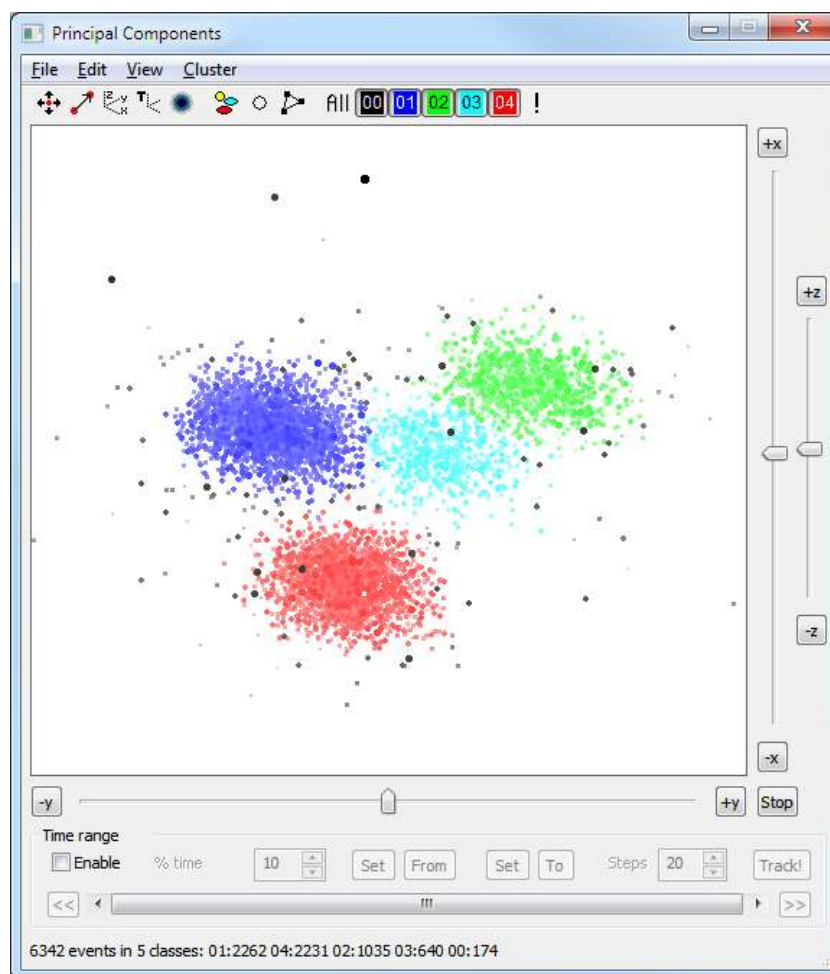 Principal Components
File Edit View Cluster
All 00 01 02 03 04 !
+x
+z
-z
-x
-y +y Stop
Time range
Enable % time 10 Set From Set To Steps 20 Track!
<< >>
6342 events in 5 classes: 01:2262 04:2231 02:1035 03:640 00:174